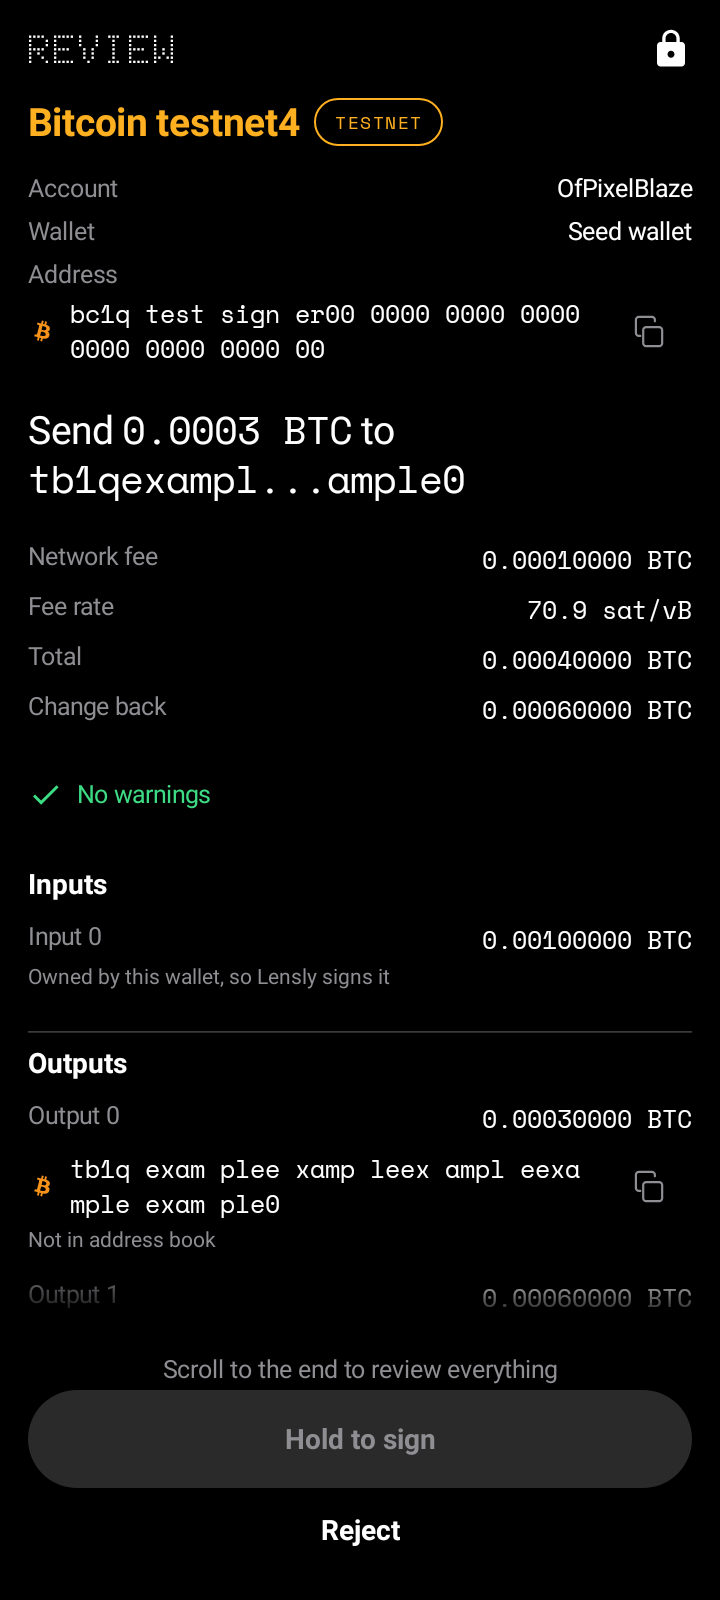 REVIEW
Bitcoin testnet4 TESTNET
Account OfPixelBlaze
Wallet Seed wallet
Address
bc1q test sign er00 0000 0000 0000
0000 0000 0000 00
Send 0.0003 BTC to
tb1qexampl...ample0
Network fee 0.00010000 BTC
Fee rate 70.9 sat/vB
Total 0.00040000 BTC
Change back 0.00060000 BTC
No warnings
Inputs
Input 0 0.00100000 BTC
Owned by this wallet, so Lensly signs it
Outputs
Output 0 0.00030000 BTC
tb1q exam plee xamp leex ampl eexa
mple exam ple0
Not in address book
Output 1 0.00060000 BTC
Scroll to the end to review everything
Hold to sign
Reject